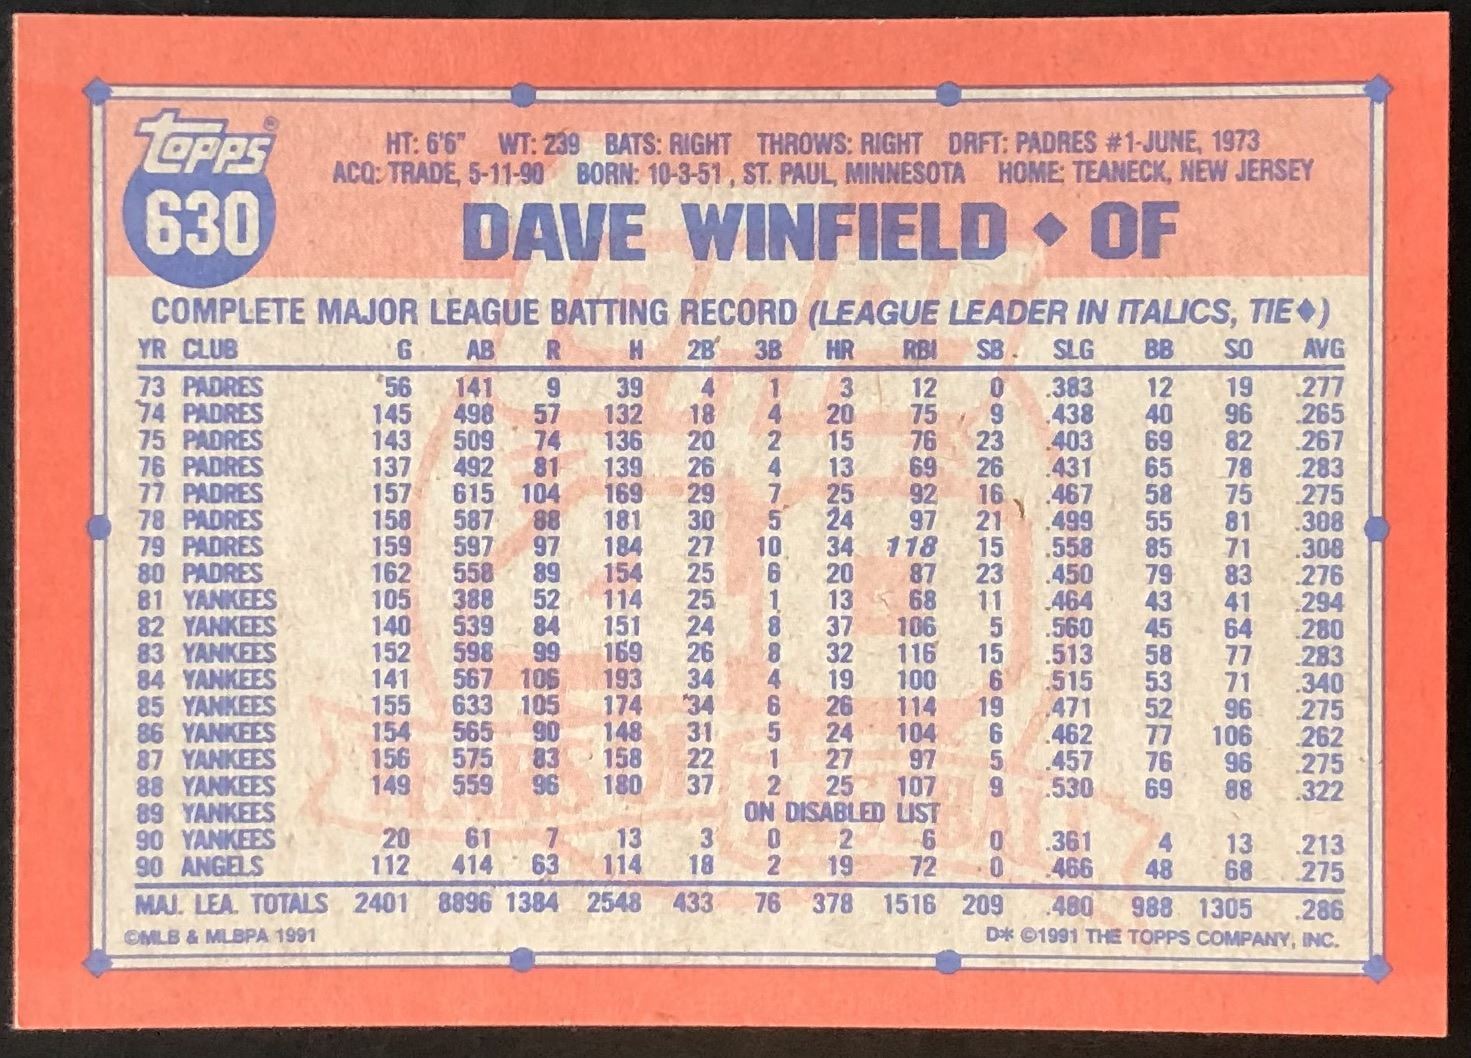 Topps®
630
HT: 6'6" WT: 239 BATS: RIGHT THROWS: RIGHT DRFT: PADRES #1-JUNE, 1973
ACQ: TRADE, 5-11-90 BORN: 10-3-51, ST. PAUL, MINNESOTA HOME: TEANECK, NEW JERSEY
DAVE WINFIELD ♦ OF
COMPLETE MAJOR LEAGUE BATTING RECORD (LEAGUE LEADER IN ITALICS, TIE♦)
YR CLUB G AB R H 2B 3B HR RBI SB SLG BB SO AVG
73 PADRES 56 141 9 39 4 1 3 12 0 .383 12 19 .277
74 PADRES 145 498 57 132 18 4 20 75 9 .438 40 96 .265
75 PADRES 143 509 74 136 20 2 15 76 23 .403 69 82 .267
76 PADRES 137 492 81 139 26 4 13 69 26 .431 65 78 .283
77 PADRES 157 615 104 169 29 7 25 92 16 .467 58 75 .275
78 PADRES 158 587 88 181 30 5 24 97 21 .499 55 81 .308
79 PADRES 159 597 97 184 27 10 34 118 15 .558 85 71 .308
80 PADRES 162 558 89 154 25 6 20 87 23 .450 79 83 .276
81 YANKEES 105 388 52 114 25 1 13 68 11 .464 43 41 .294
82 YANKEES 140 539 84 151 24 8 37 106 5 .560 45 64 .280
83 YANKEES 152 598 99 169 26 8 32 116 15 .513 58 77 .283
84 YANKEES 141 567 106 193 34 4 19 100 6 .515 53 71 .340
85 YANKEES 155 633 105 174 34 6 26 114 19 .471 52 96 .275
86 YANKEES 154 565 90 148 31 5 24 104 6 .462 77 106 .262
87 YANKEES 156 575 83 158 22 1 27 97 5 .457 76 96 .275
88 YANKEES 149 559 96 180 37 2 25 107 9 .530 69 88 .322
89 YANKEES ON DISABLED LIST
90 YANKEES 20 61 7 13 3 0 2 6 0 .361 4 13 .213
90 ANGELS 112 414 63 114 18 2 19 72 0 .466 48 68 .275
MAJ. LEA. TOTALS 2401 8896 1384 2548 433 76 378 1516 209 .480 988 1305 .286
©MLB & MLBPA 1991 D* ©1991 THE TOPPS COMPANY, INC.
Topps
40
YEARS OF
BASEBALL